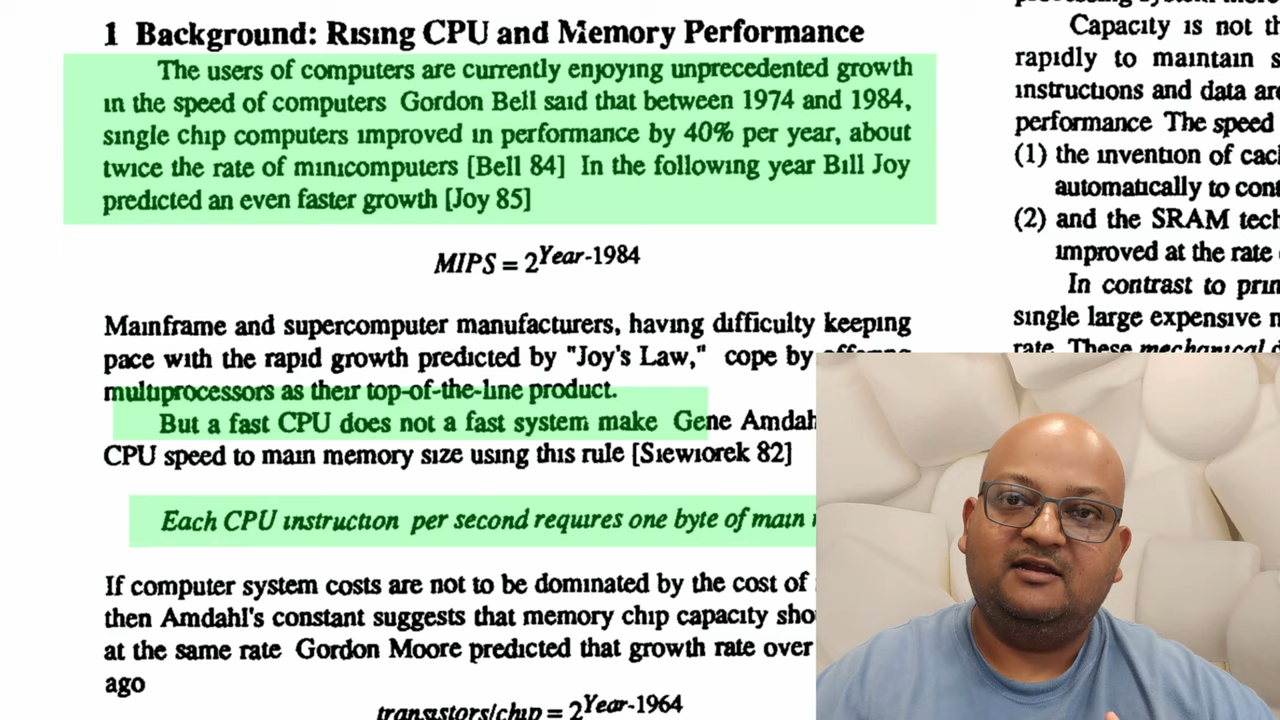 1 Background: Rising CPU and Memory Performance
The users of computers are currently enjoying unprecedented growth
in the speed of computers Gordon Bell said that between 1974 and 1984,
single chip computers improved in performance by 40% per year, about
twice the rate of minicomputers [Bell 84] In the following year Bill Joy
predicted an even faster growth [Joy 85]
MIPS = 2^Year-1984
Mainframe and supercomputer manufacturers, having difficulty keeping
pace with the rapid growth predicted by "Joy's Law," cope by offering
multiprocessors as their top-of-the-line product.
But a fast CPU does not a fast system make Gene Amdah
CPU speed to main memory size using this rule [Siewiorek 82]
Each CPU instruction per second requires one byte of main
If computer system costs are not to be dominated by the cost of
then Amdahl's constant suggests that memory chip capacity sho
at the same rate Gordon Moore predicted that growth rate over
ago
transistors/chip = 2^Year-1964
Capacity is not th
rapidly to maintain s
instructions and data are
performance The speed
(1) the invention of cac
automatically to cont
(2) and the SRAM tech
improved at the rate
In contrast to prim
single large expensive m
rate These mechanical d